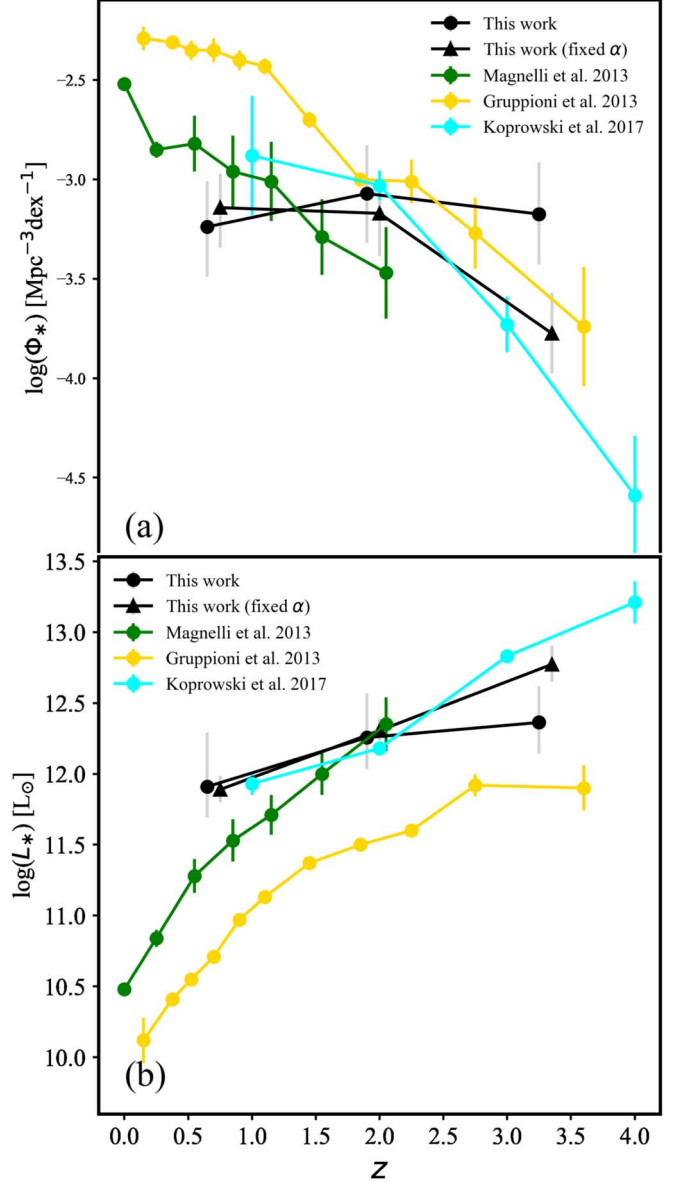 This work
This work (fixed α)
Magnelli et al. 2013
Gruppioni et al. 2013
Koprowski et al. 2017
−2.5
−3.0
−3.5
−4.0
−4.5
log(Φ∗) [Mpc−3dex−1]
(a)
This work
This work (fixed α)
Magnelli et al. 2013
Gruppioni et al. 2013
Koprowski et al. 2017
13.5
13.0
12.5
12.0
11.5
11.0
10.5
10.0
log(L∗) [L⊙]
(b)
0.0 0.5 1.0 1.5 2.0 2.5 3.0 3.5 4.0
z